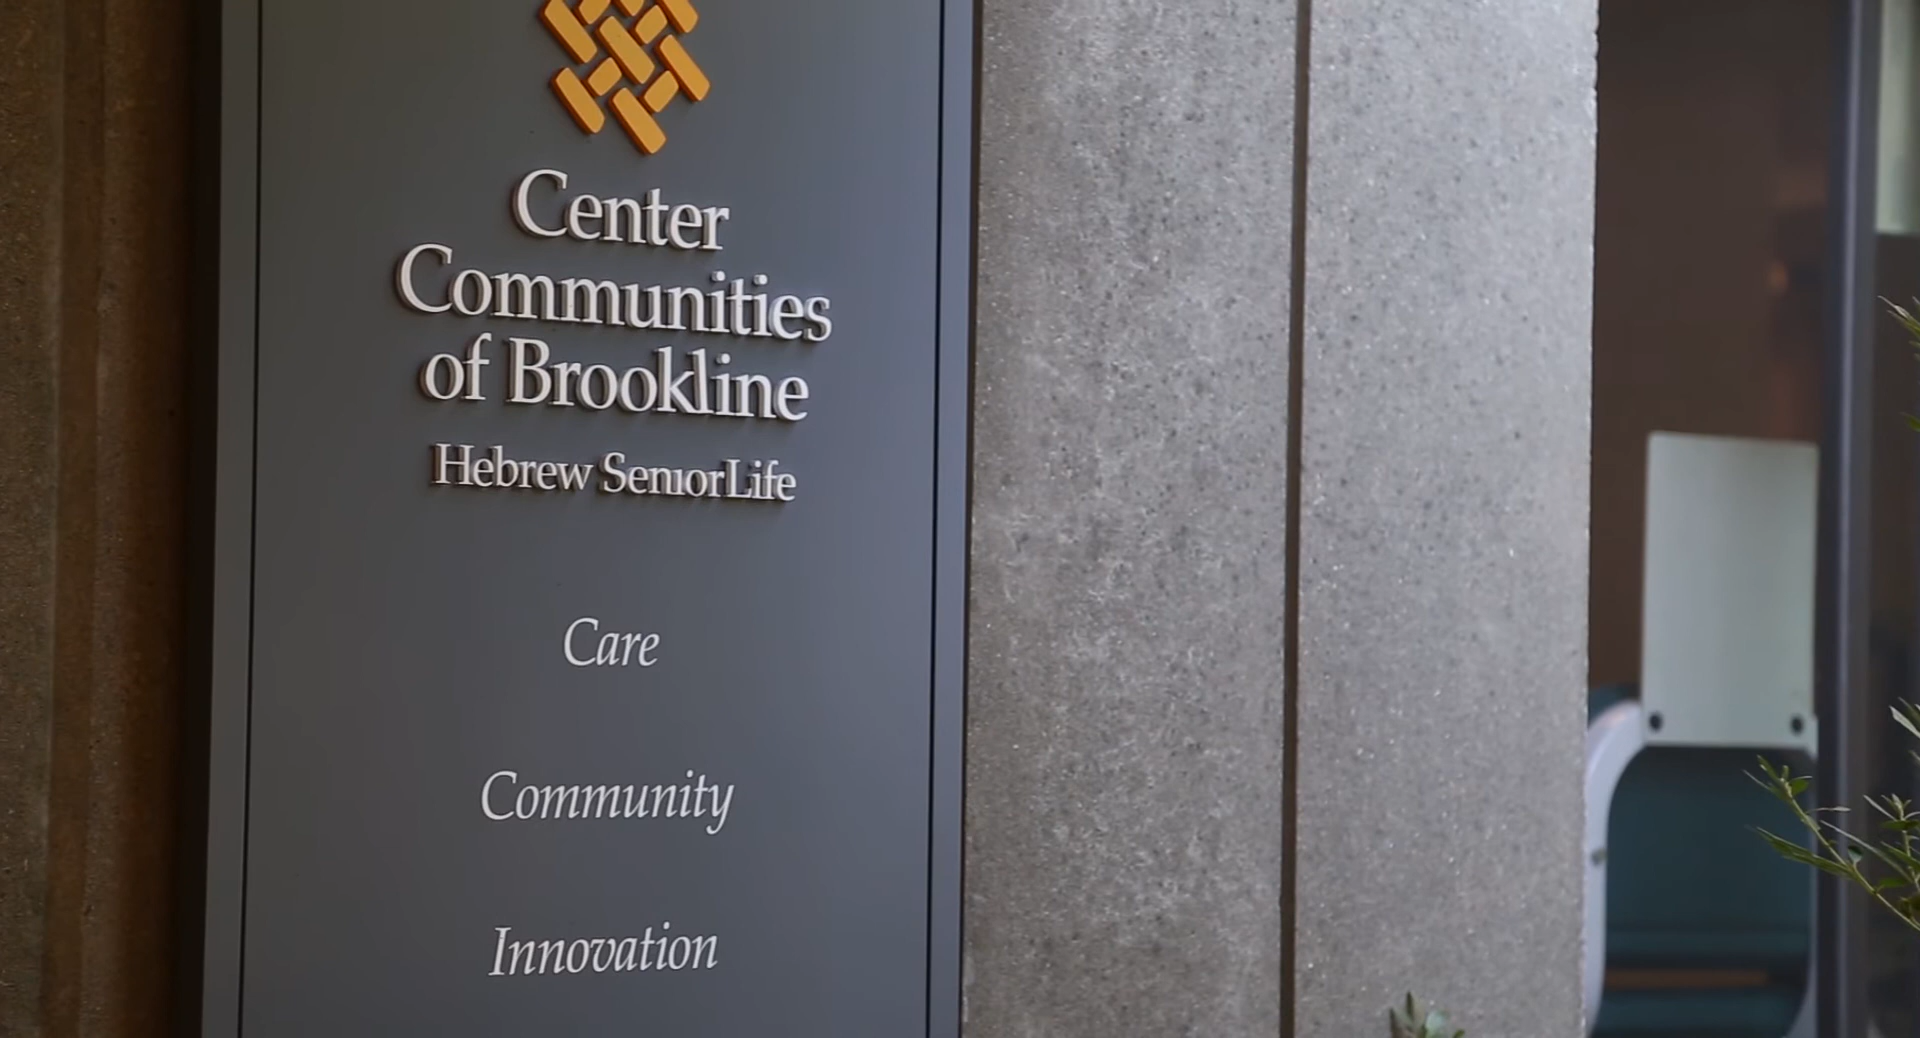 Center
Communities
of Brookline
Hebrew SeniorLife
Care
Community
Innovation